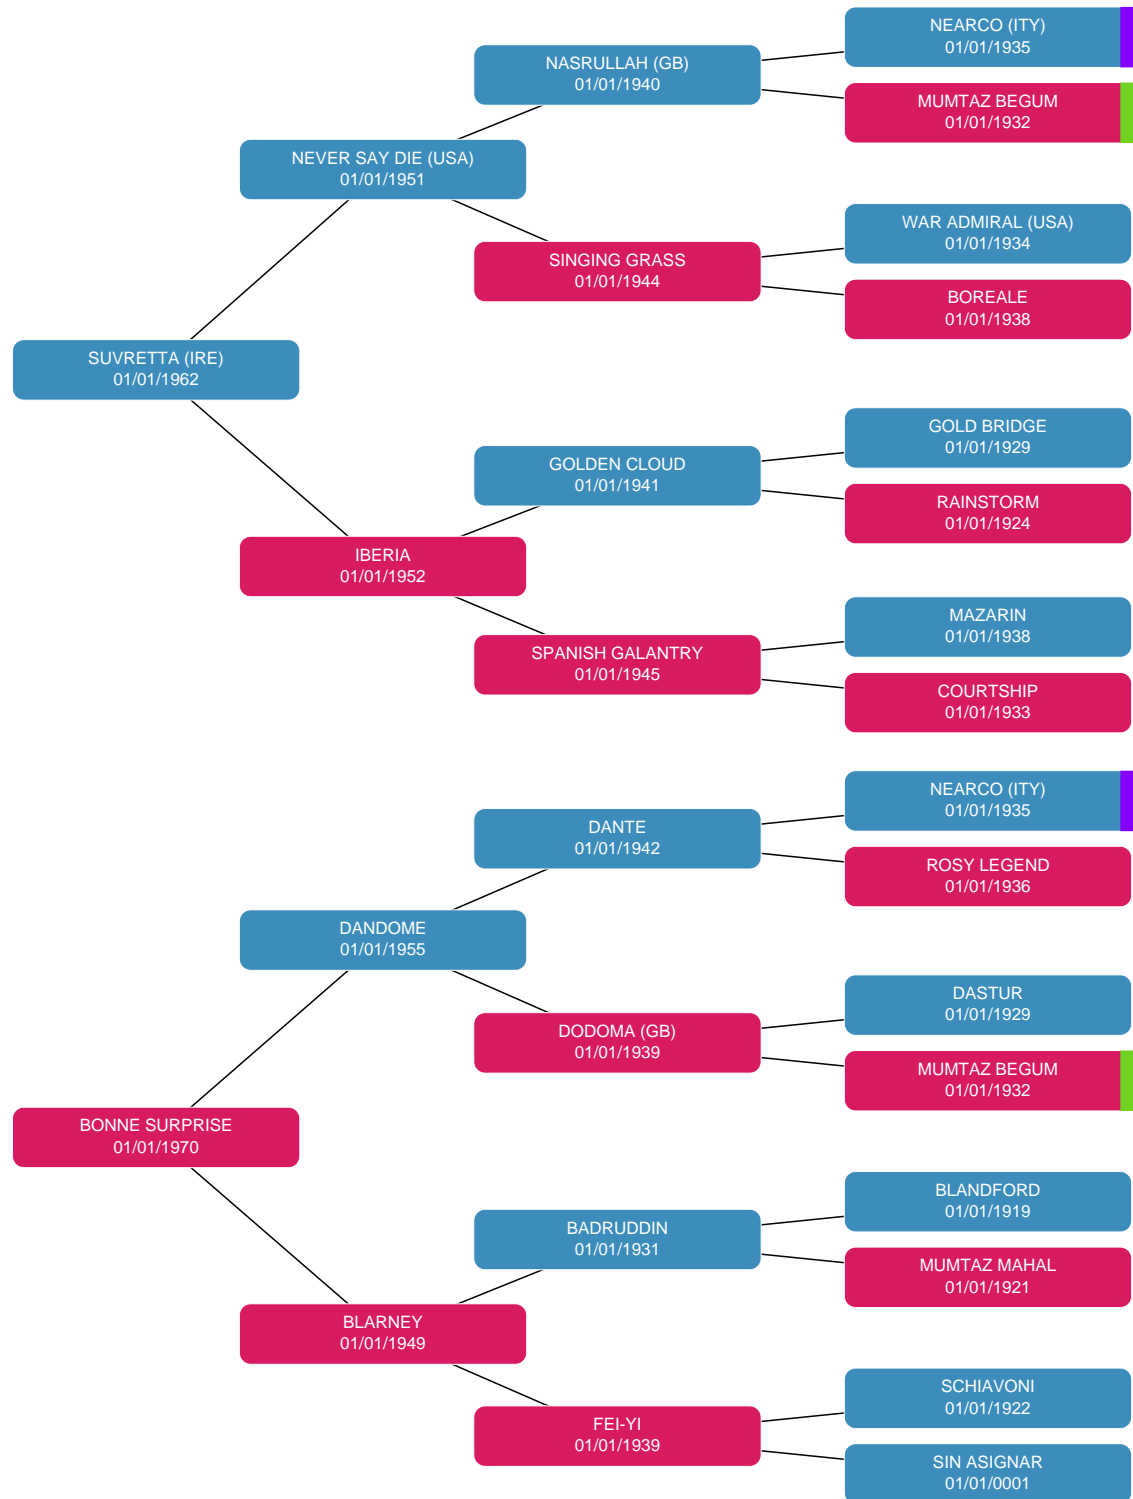 NEARCO (ITY)
01/01/1935
NASRULLAH (GB)
01/01/1940
MUMTAZ BEGUM
01/01/1932
NEVER SAY DIE (USA)
01/01/1951
WAR ADMIRAL (USA)
01/01/1934
SINGING GRASS
01/01/1944
BOREALE
01/01/1938
SUVRETTA (IRE)
01/01/1962
GOLD BRIDGE
01/01/1929
GOLDEN CLOUD
01/01/1941
RAINSTORM
01/01/1924
IBERIA
01/01/1952
MAZARIN
01/01/1938
SPANISH GALANTRY
01/01/1945
COURTSHIP
01/01/1933
NEARCO (ITY)
01/01/1935
DANTE
01/01/1942
ROSY LEGEND
01/01/1936
DANDOME
01/01/1955
DASTUR
01/01/1929
DODOMA (GB)
01/01/1939
MUMTAZ BEGUM
01/01/1932
BONNE SURPRISE
01/01/1970
BLANDFORD
01/01/1919
BADRUDDIN
01/01/1931
MUMTAZ MAHAL
01/01/1921
BLARNEY
01/01/1949
SCHIAVONI
01/01/1922
FEI-YI
01/01/1939
SIN ASIGNAR
01/01/0001